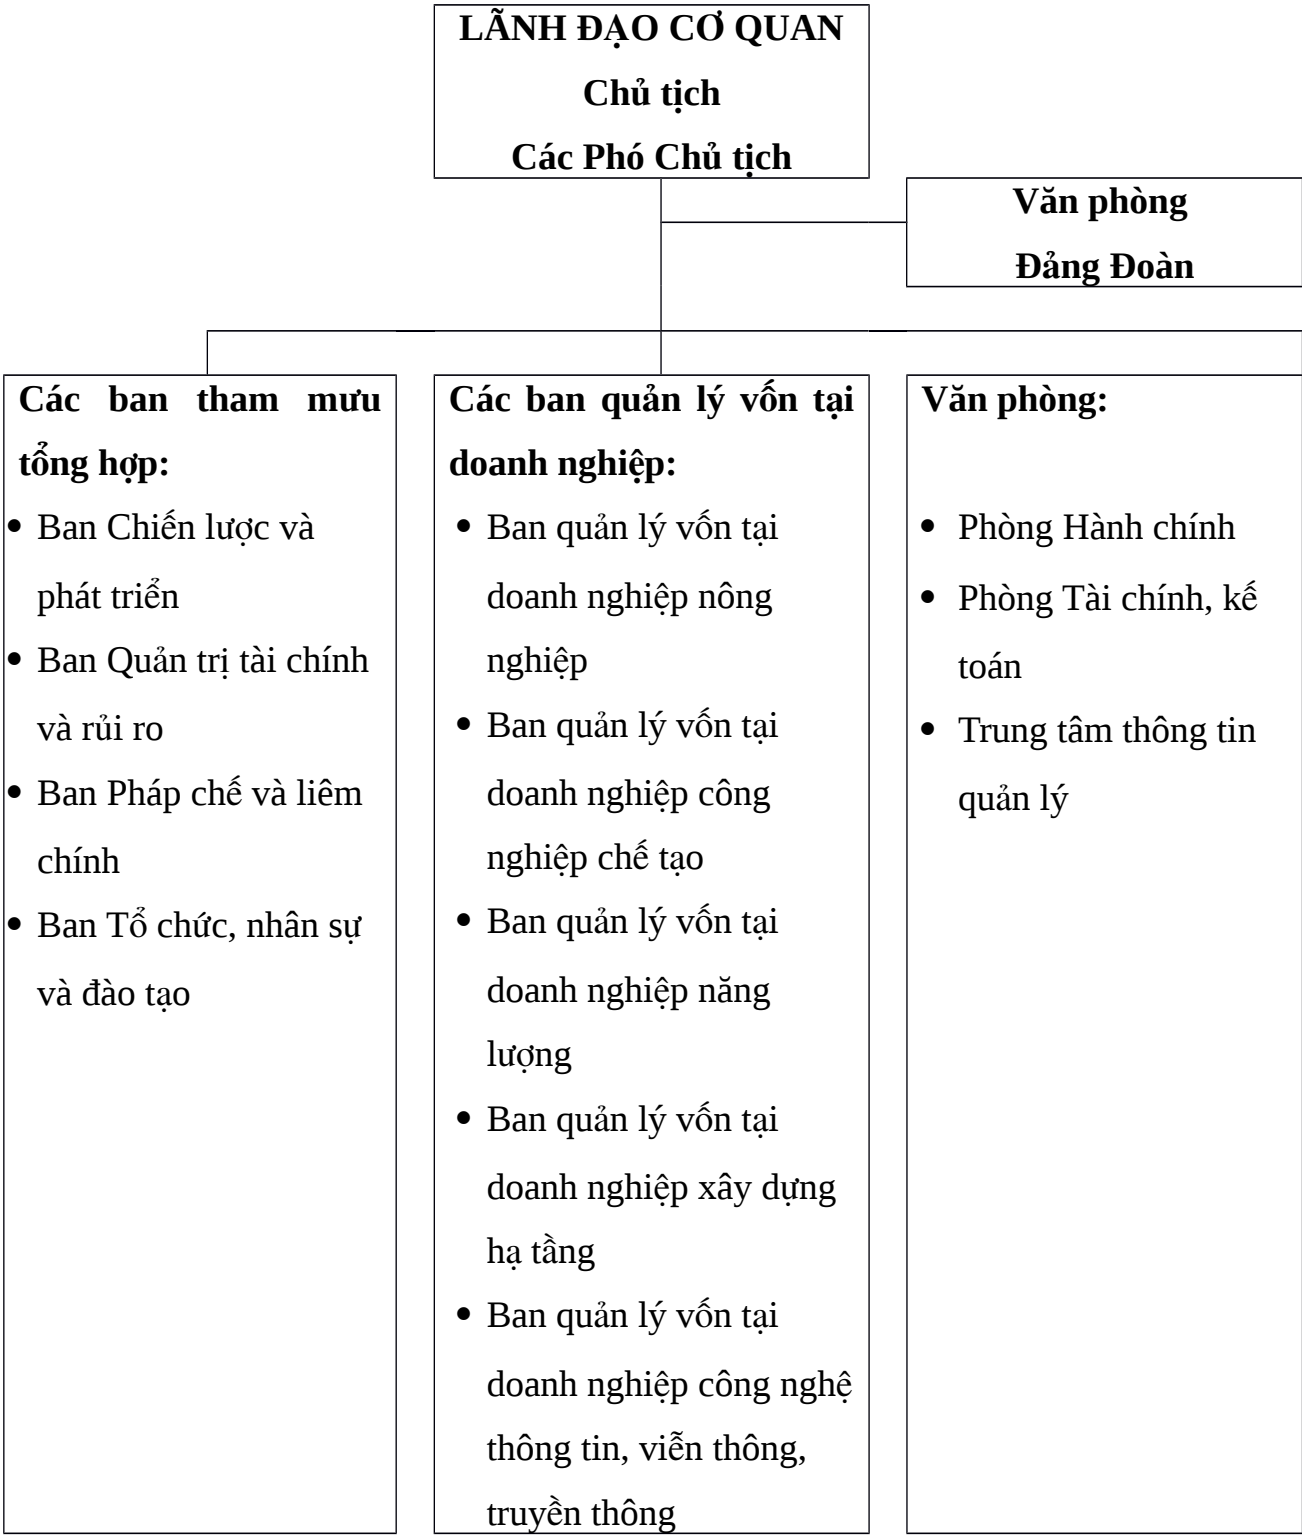 LÃNH ĐẠO CƠ QUAN
Chủ tịch
Các Phó Chủ tịch
Văn phòng
Đảng Đoàn
Các ban tham mưu
tổng hợp:
• Ban Chiến lược và
phát triển
• Ban Quản trị tài chính
và rủi ro
• Ban Pháp chế và liêm
chính
• Ban Tổ chức, nhân sự
và đào tạo
Các ban quản lý vốn tại
doanh nghiệp:
• Ban quản lý vốn tại
doanh nghiệp nông
nghiệp
• Ban quản lý vốn tại
doanh nghiệp công
nghiệp chế tạo
• Ban quản lý vốn tại
doanh nghiệp năng
lượng
• Ban quản lý vốn tại
doanh nghiệp xây dựng
hạ tầng
• Ban quản lý vốn tại
doanh nghiệp công nghệ
thông tin, viễn thông,
truyền thông
Văn phòng:
• Phòng Hành chính
• Phòng Tài chính, kế
toán
• Trung tâm thông tin
quản lý